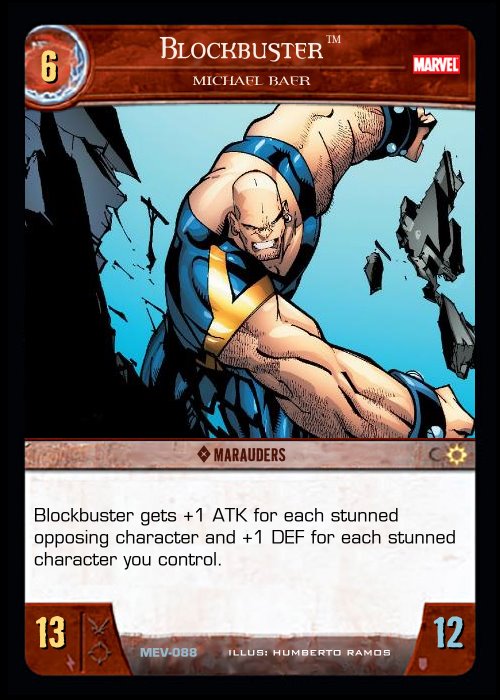 6
BLOCKBUSTER™
MICHAEL BAER
MARVEL
MARAUDERS
C
Blockbuster gets +1 ATK for each stunned
opposing character and +1 DEF for each stunned
character you control.
13
MEV-088
ILLUS: HUMBERTO RAMOS
12